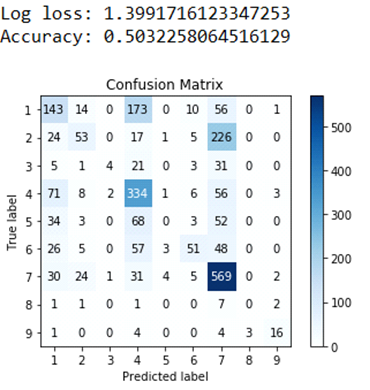 Log loss: 1.3991716123347253
Accuracy: 0.5032258064516129
Confusion Matrix
1 143 14 0 173 0 10 56 0 1
2 24 53 0 17 1 5 226 0 0
3 5 1 4 21 0 3 31 0 0
4 71 8 2 334 1 6 56 0 3
5 34 3 0 68 0 3 52 0 0
6 26 5 0 57 3 51 48 0 0
7 30 24 1 31 4 5 569 0 2
8 1 1 0 1 0 0 7 0 2
9 1 0 0 4 0 4 4 3 16
1 2 3 4 5 6 7 8 9
True label
Predicted label
500
400
300
200
100
0